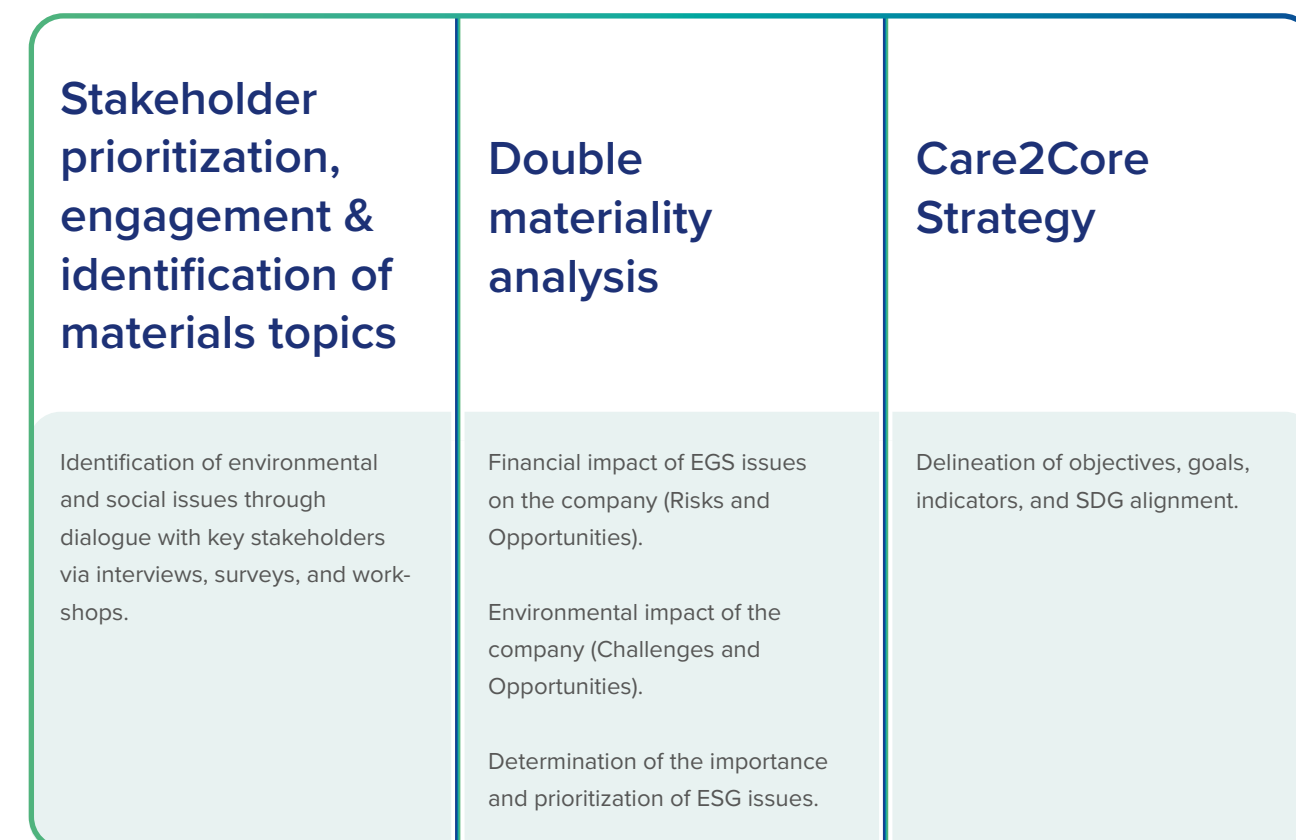 Stakeholder
prioritization,
engagement &
identification of
materials topics
Identification of environmental
and social issues through
dialogue with key stakeholders
via interviews, surveys, and work-
shops.
Double
materiality
analysis
Financial impact of EGS issues
on the company (Risks and
Opportunities).
Environmental impact of the
company (Challenges and
Opportunities).
Determination of the importance
and prioritization of ESG issues.
Care2Core
Strategy
Delineation of objectives, goals,
indicators, and SDG alignment.